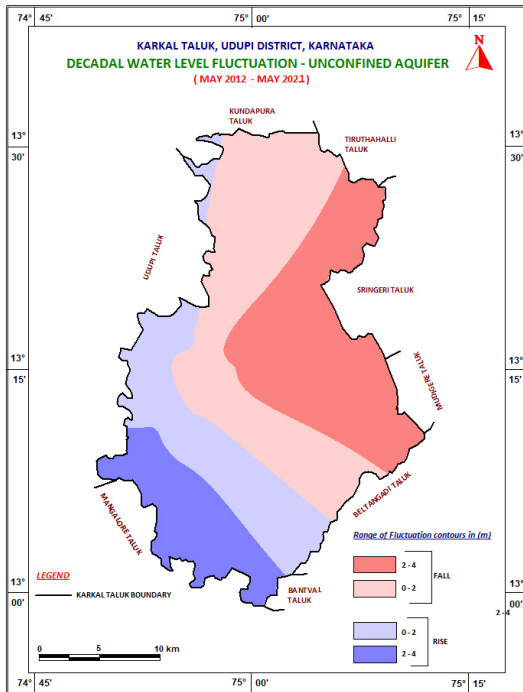 74° 45' 75° 00' 75° 15'
KARKAL TALUK, UDUPI DISTRICT, KARNATAKA
DECADAL WATER LEVEL FLUCTUATION - UNCONFINED AQUIFER
( MAY 2012 - MAY 2021)
N
KUNDAPURA
TALUK
TIRUTHAHALLI
TALUK
13°
30'
13°
30'
UDUPI TALUK
SRINGERI TALUK
13°
15'
13°
15'
MUDIGERE TALUK
BELTANGADI TALUK
MANGALORE TALUK
BANTVAL
TALUK
Range of Fluctuation contours in (m)
2 - 4
0 - 2
FALL
0 - 2
2 - 4
RISE
LEGEND
KARKAL TALUK BOUNDARY
13°
00'
13°
00'
2 - 4
0 5 10 km
74° 45' 75° 00' 75° 15'